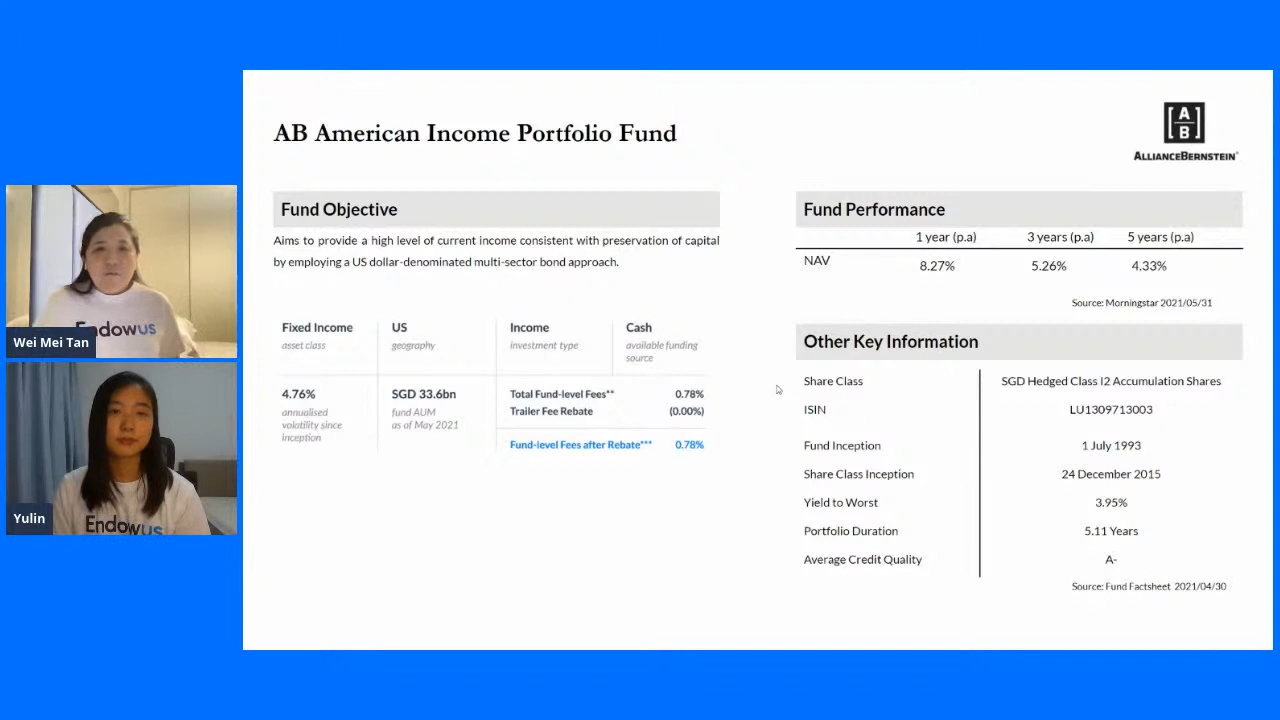 AB American Income Portfolio Fund
[A
B]
ALLIANCEBERNSTEIN
Fund Objective
Aims to provide a high level of current income consistent with preservation of capital
by employing a US dollar-denominated multi-sector bond approach.
Fixed Income
asset class
US
geography
Income
investment type
Cash
available funding
source
4.76%
annualised
volatility since
inception
SGD 33.6bn
fund AUM
as of May 2021
Total Fund-level Fees** 0.78%
Trailer Fee Rebate (0.00%)
Fund-level Fees after Rebate*** 0.78%
Fund Performance
1 year (p.a) 3 years (p.a) 5 years (p.a)
NAV 8.27% 5.26% 4.33%
Source: Morningstar 2021/05/31
Other Key Information
Share Class SGD Hedged Class I2 Accumulation Shares
ISIN LU1309713003
Fund Inception 1 July 1993
Share Class Inception 24 December 2015
Yield to Worst 3.95%
Portfolio Duration 5.11 Years
Average Credit Quality A-
Source: Fund Factsheet 2021/04/30
Endowus
Wei Mei Tan
Endowus
Yulin